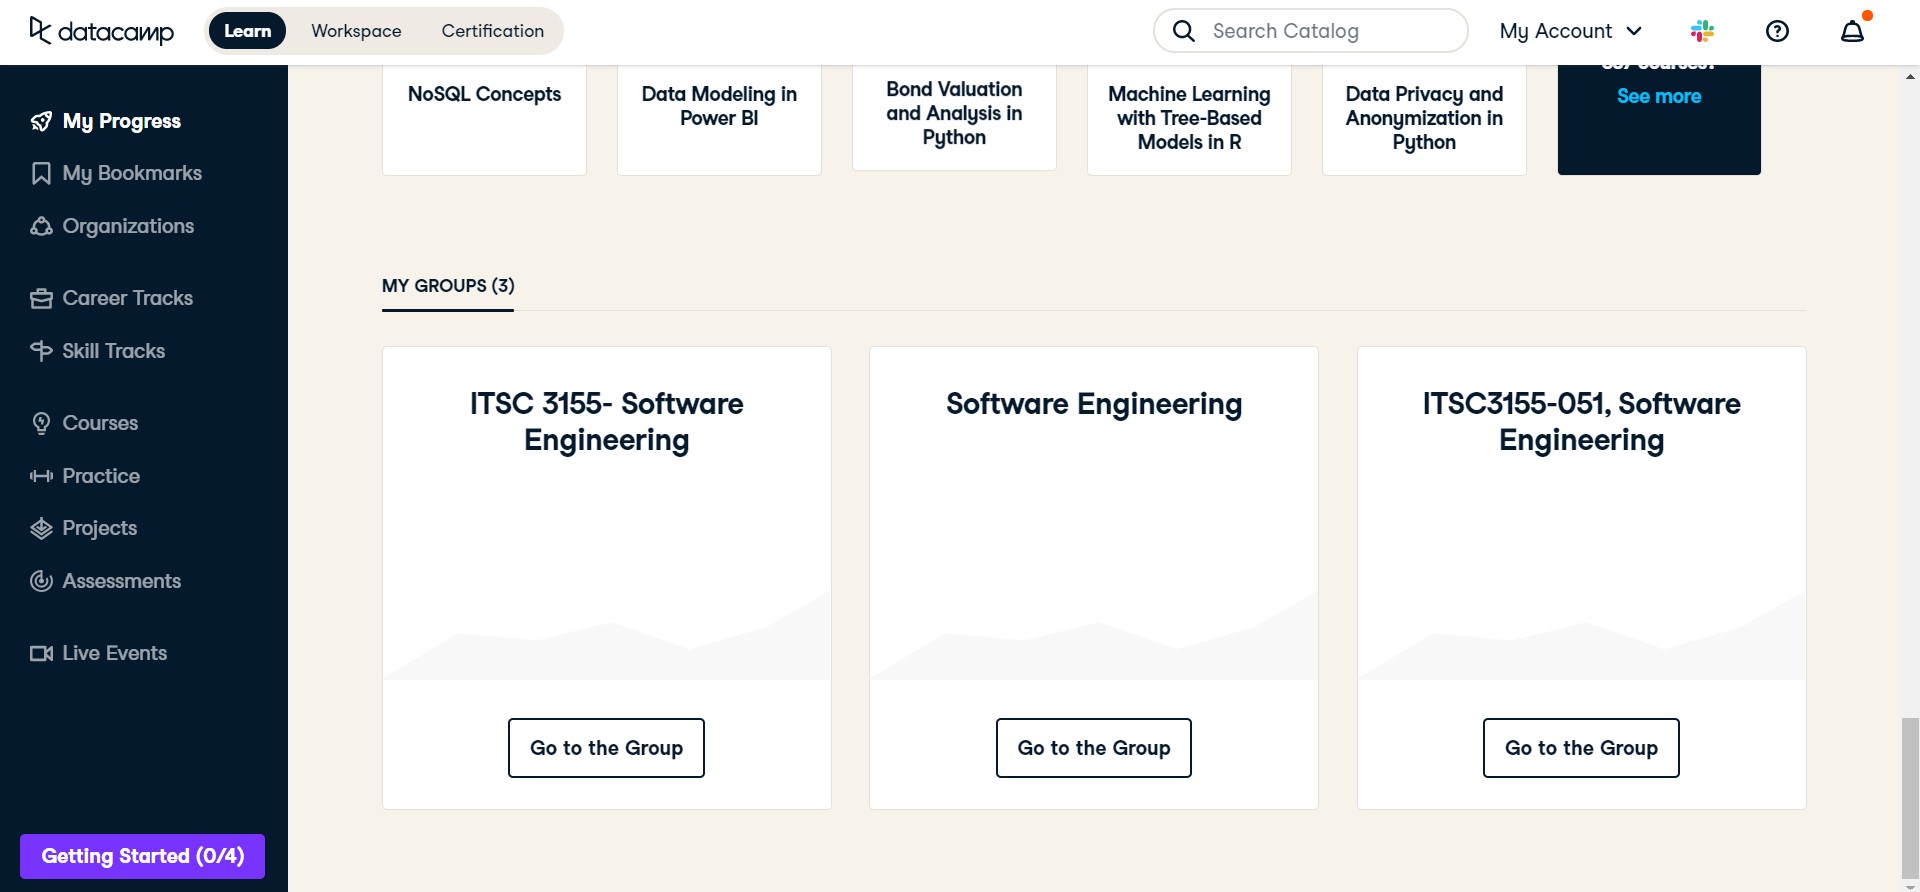 datacamp
Learn
Workspace
Certification
Search Catalog
My Account
My Progress
My Bookmarks
Organizations
Career Tracks
Skill Tracks
Courses
Practice
Projects
Assessments
Live Events
Getting Started (0/4)
NoSQL Concepts
Data Modeling in
Power BI
Bond Valuation
and Analysis in
Python
Machine Learning
with Tree-Based
Models in R
Data Privacy and
Anonymization in
Python
courses!
See more
MY GROUPS (3)
ITSC 3155- Software
Engineering
Go to the Group
Software Engineering
Go to the Group
ITSC3155-051, Software
Engineering
Go to the Group